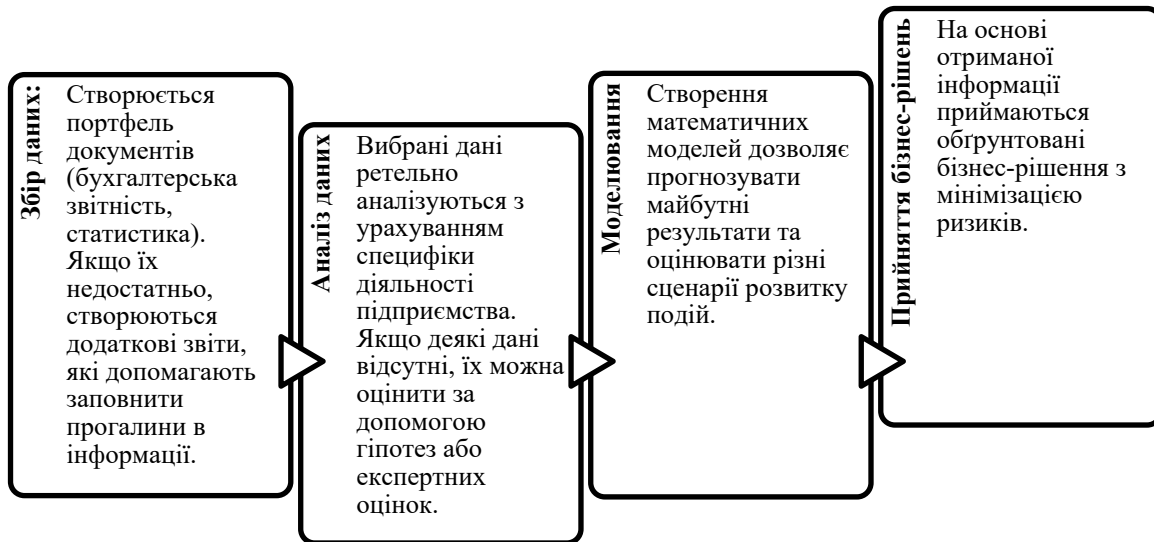 Збір даних:
Створюється
портфель
документів
(бухгалтерська
звітність,
статистика).
Якщо їх
недостатньо,
створюються
додаткові звіти,
які допомагають
заповнити
прогалини в
інформації.
Аналіз даних
Вибрані дані
ретельно
аналізуються з
урахуванням
специфіки
діяльності
підприємства.
Якщо деякі дані
відсутні, їх можна
оцінити за
допомогою
гіпотез або
експертних
оцінок.
Моделювання
Створення
математичних
моделей дозволяє
прогнозувати
майбутні
результати та
оцінювати різні
сценарії розвитку
подій.
Прийняття бізнес-рішень
На основі
отриманої
інформації
приймаються
обґрунтовані
бізнес-рішення з
мінімізацією
ризиків.